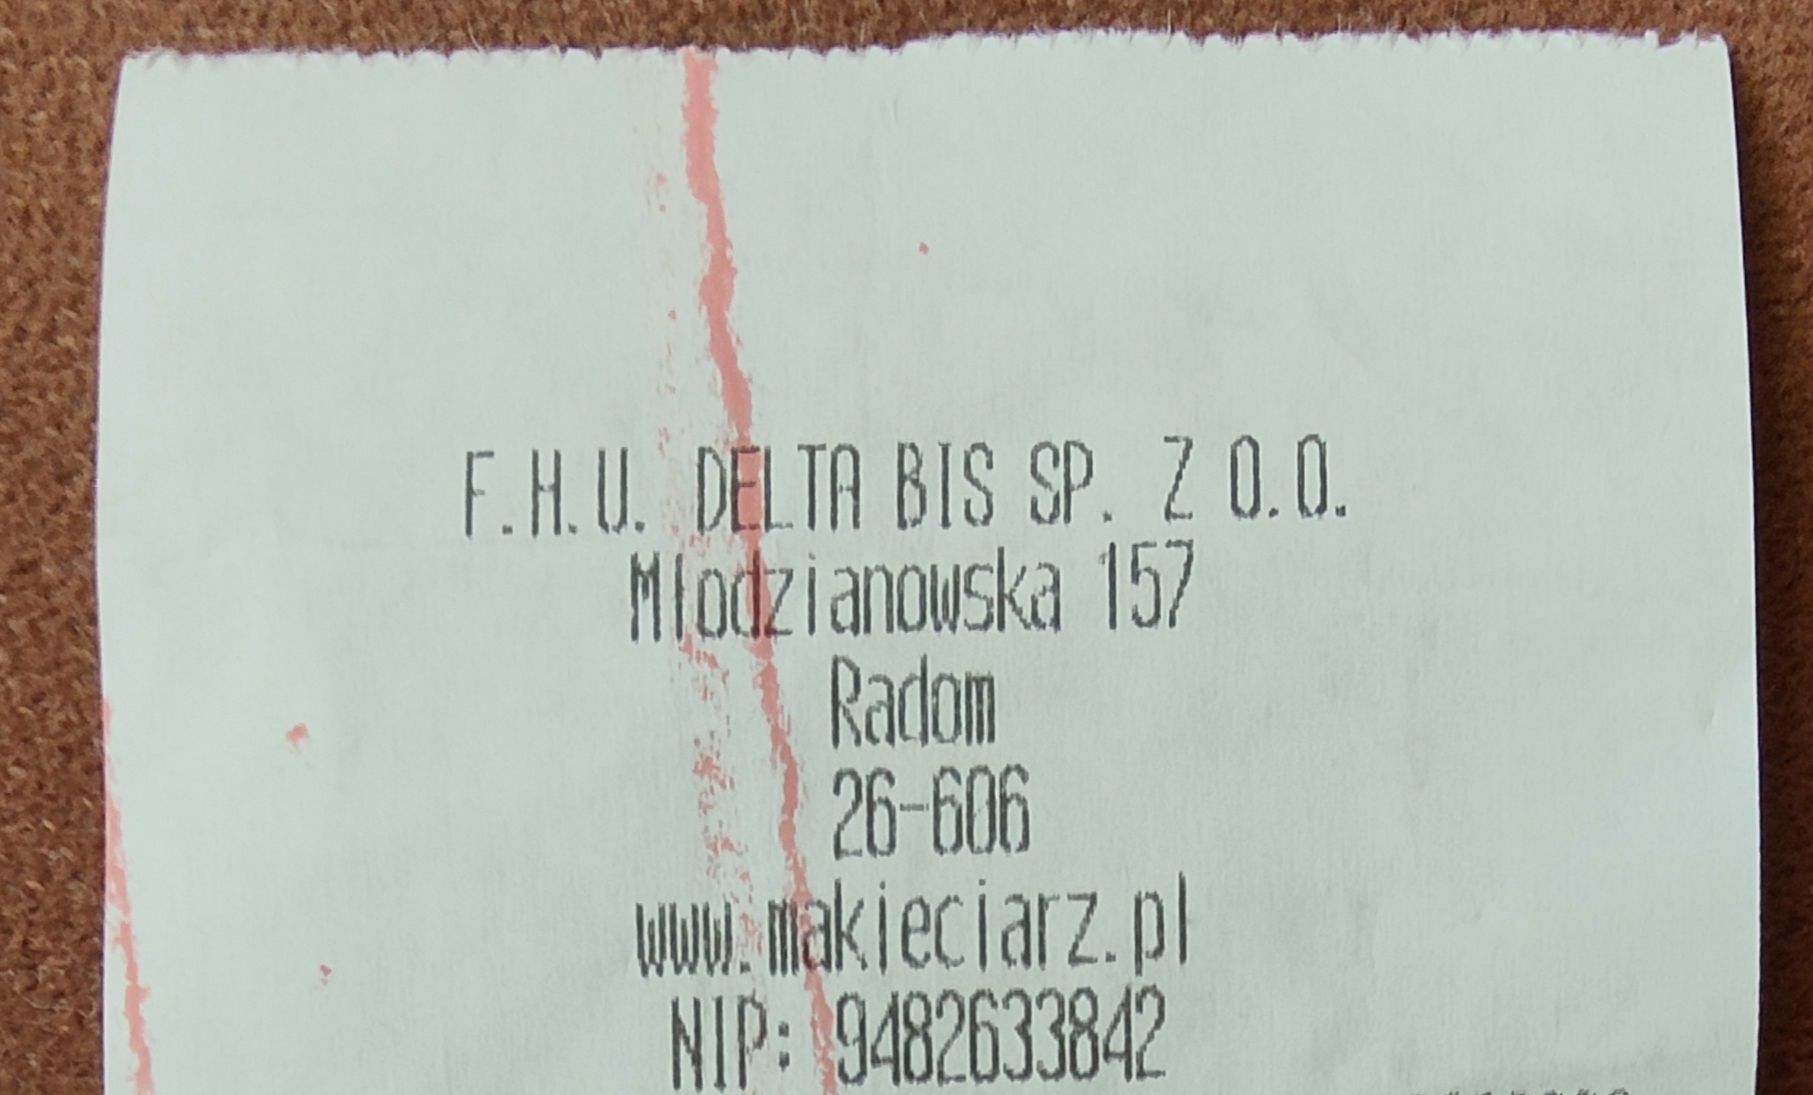 F.H.U. DELTA BIS SP. Z O.O.
Młodzianowska 157
Radom
26-606
www.makieciarz.pl
NIP: 9482633842